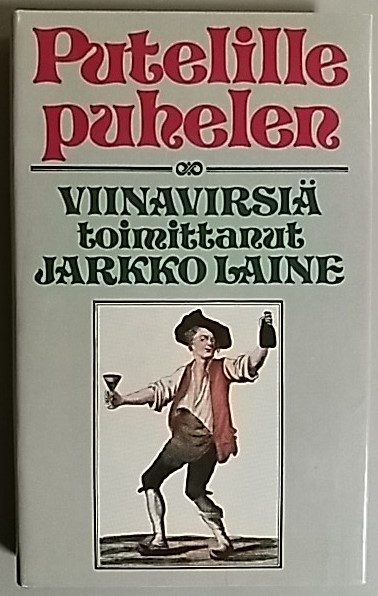 Putelille
puhelen
VIINAVIRSIÄ
toimittanut
JARKKO LAINE